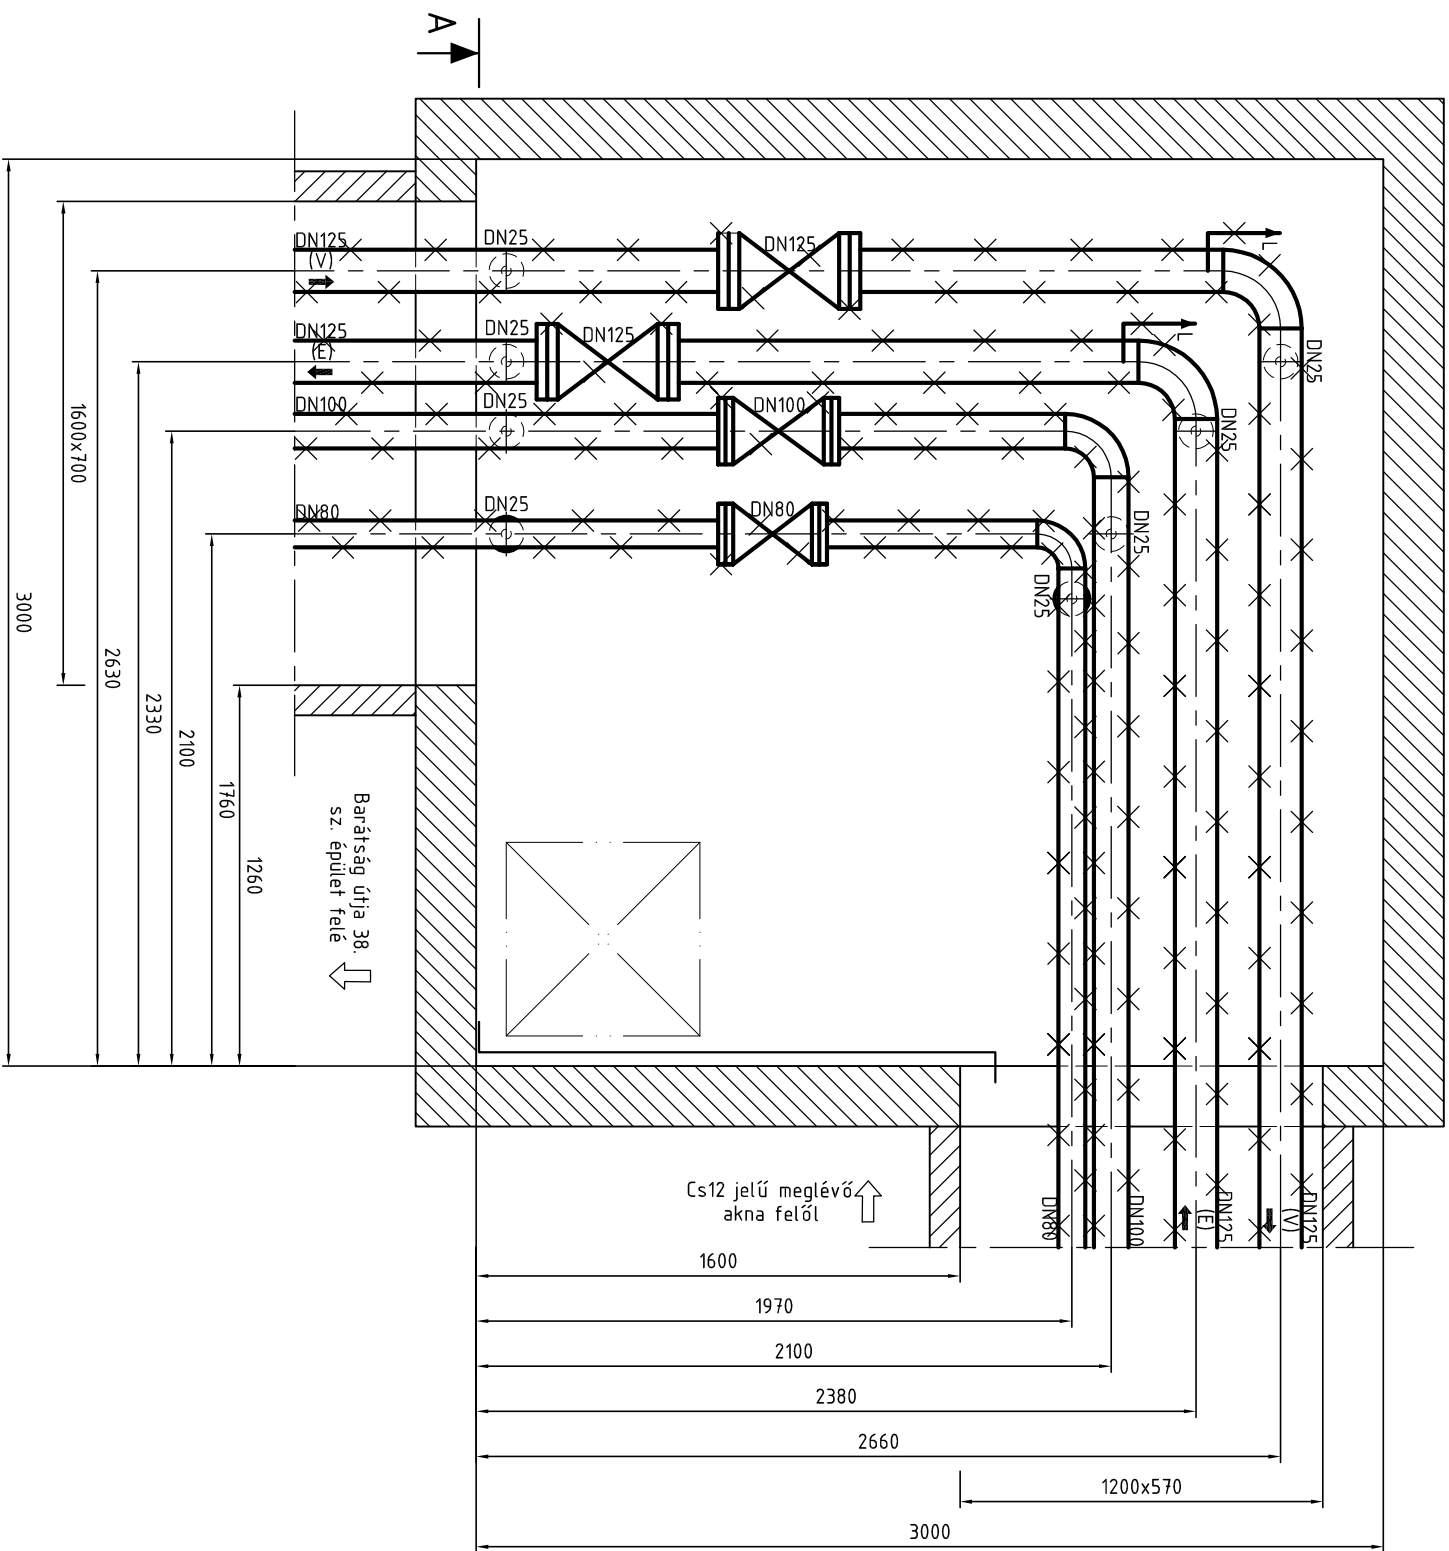 A
DN125
(V)
DN25
DN125
L
DN125
(E)
DN25
DN125
L
DN25
DN100
DN25
DN100
DN25
DN80
DN25
DN80
DN25
DN25
1600x700
3000
2630
2330
2100
1760
1260
Barátság útja 38.
sz. épület felé
Cs12 jelű meglévő
akna felől
DN80
DN100
(E)
DN125
(V)
DN125
1600
1970
2100
2380
2660
1200x570
3000